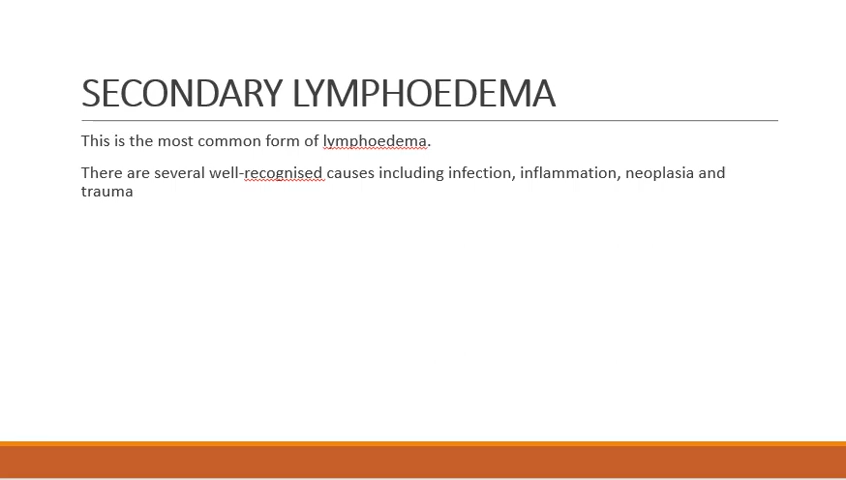 SECONDARY LYMPHOEDEMA
This is the most common form of lymphoedema.
There are several well-recognised causes including infection, inflammation, neoplasia and
trauma